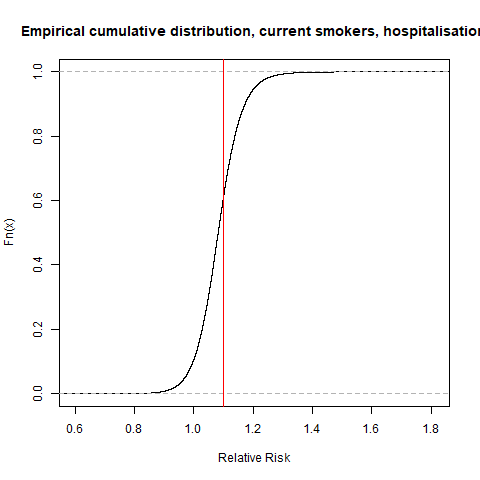 Empirical cumulative distribution, current smokers, hospitalisation
Fn(x)
1.0
0.8
0.6
0.4
0.2
0.0
0.6 0.8 1.0 1.2 1.4 1.6 1.8
Relative Risk